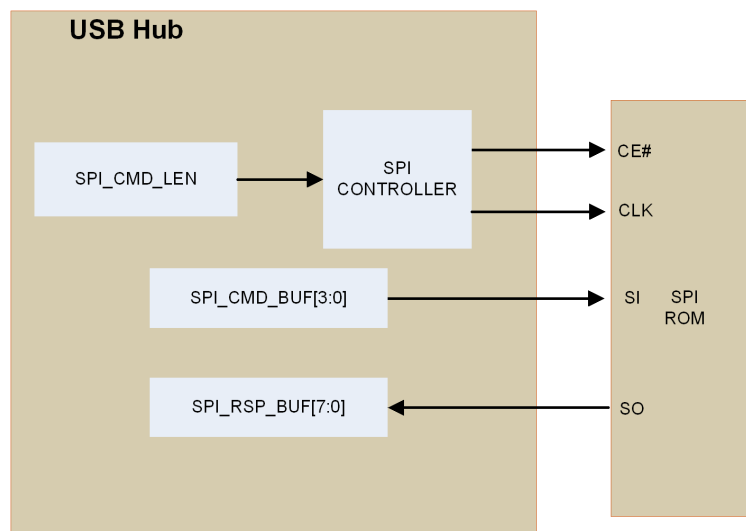 USB Hub
SPI_CMD_LEN
SPI
CONTROLLER
CE#
CLK
SPI_CMD_BUF[3:0]
SI
SPI
ROM
SPI_RSP_BUF[7:0]
SO